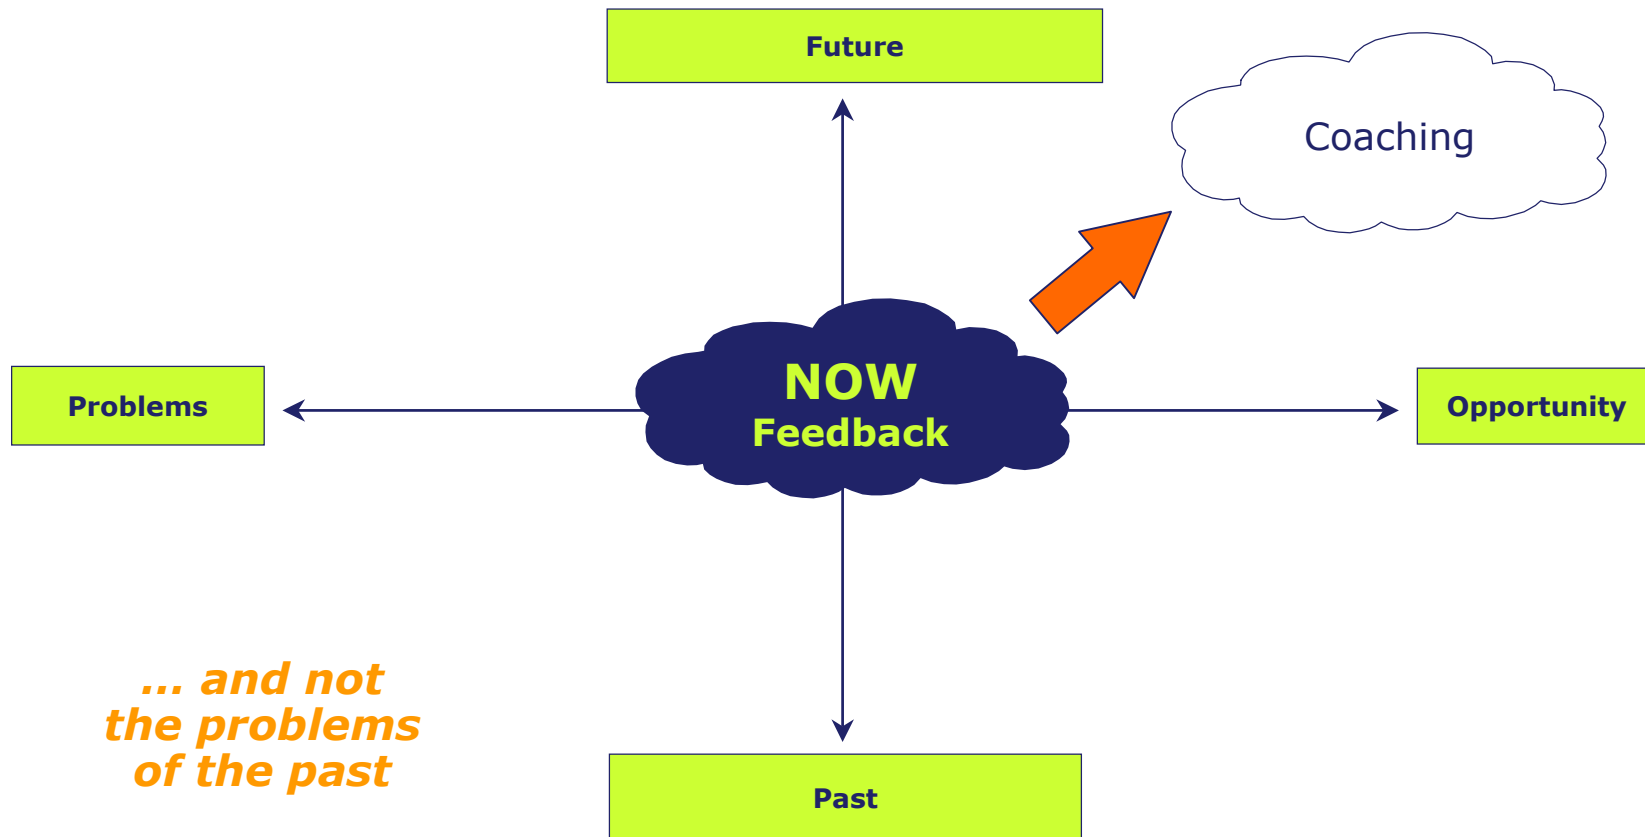 Future
Coaching
NOW
Feedback
Problems
Opportunity
... and not
the problems
of the past
Past